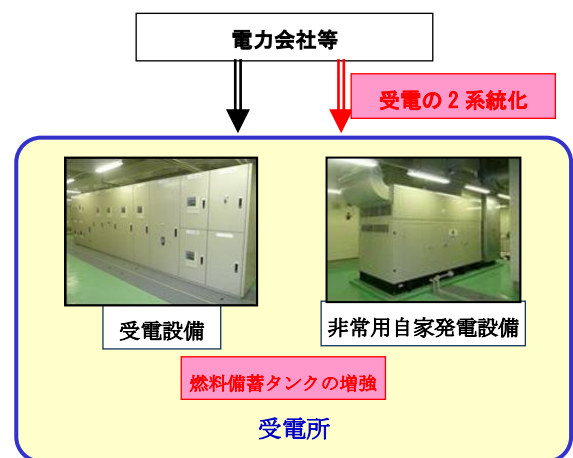 電力会社等
受電の2系統化
受電設備
非常用自家発電設備
燃料備蓄タンクの増強
受電所